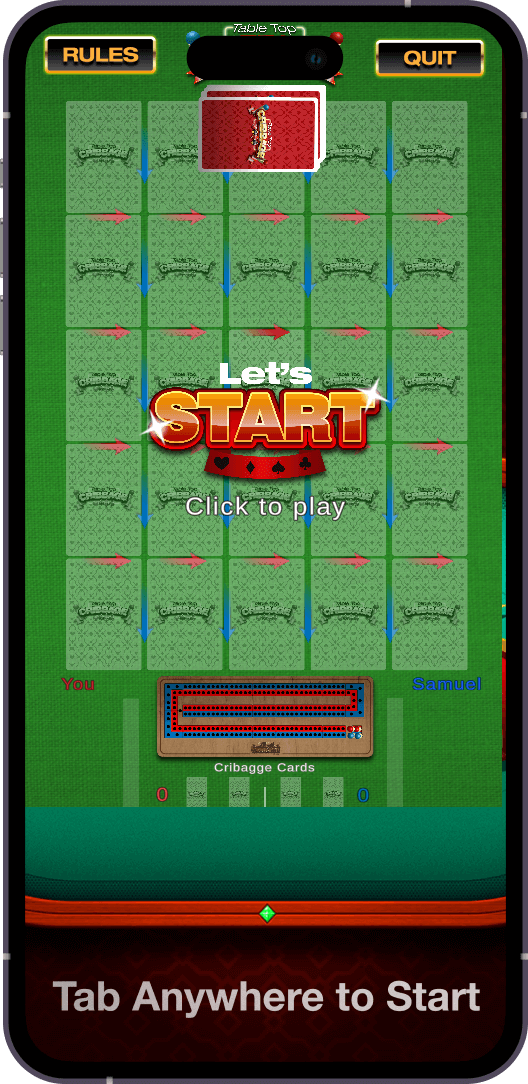 Table Top
RULES
QUIT
Let's
START
Click to play
You
Samuel
Cribagge Cards
0
0
Tab Anywhere to Start